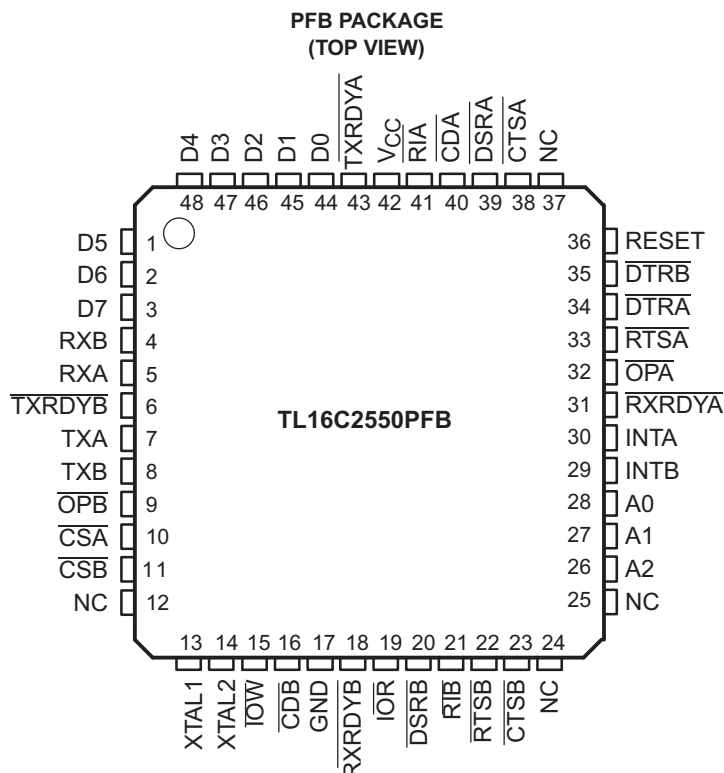 PFB PACKAGE
(TOP VIEW)
D4
D3
D2
D1
D0
TXRDYA
VCC
RIA
CDA
DSRA
CTSA
NC
48 47 46 45 44 43 42 41 40 39 38 37
D5 1
D6 2
D7 3
RXB 4
RXA 5
TXRDYB 6
TXA 7
TXB 8
OPB 9
CSA 10
CSB 11
NC 12
TL16C2550PFB
36 RESET
35 DTRB
34 DTRA
33 RTSA
32 OPA
31 RXRDYA
30 INTA
29 INTB
28 A0
27 A1
26 A2
25 NC
13 14 15 16 17 18 19 20 21 22 23 24
XTAL1
XTAL2
IOW
CDB
GND
RXRDYB
IOR
DSRB
RIB
RTSB
CTSB
NC